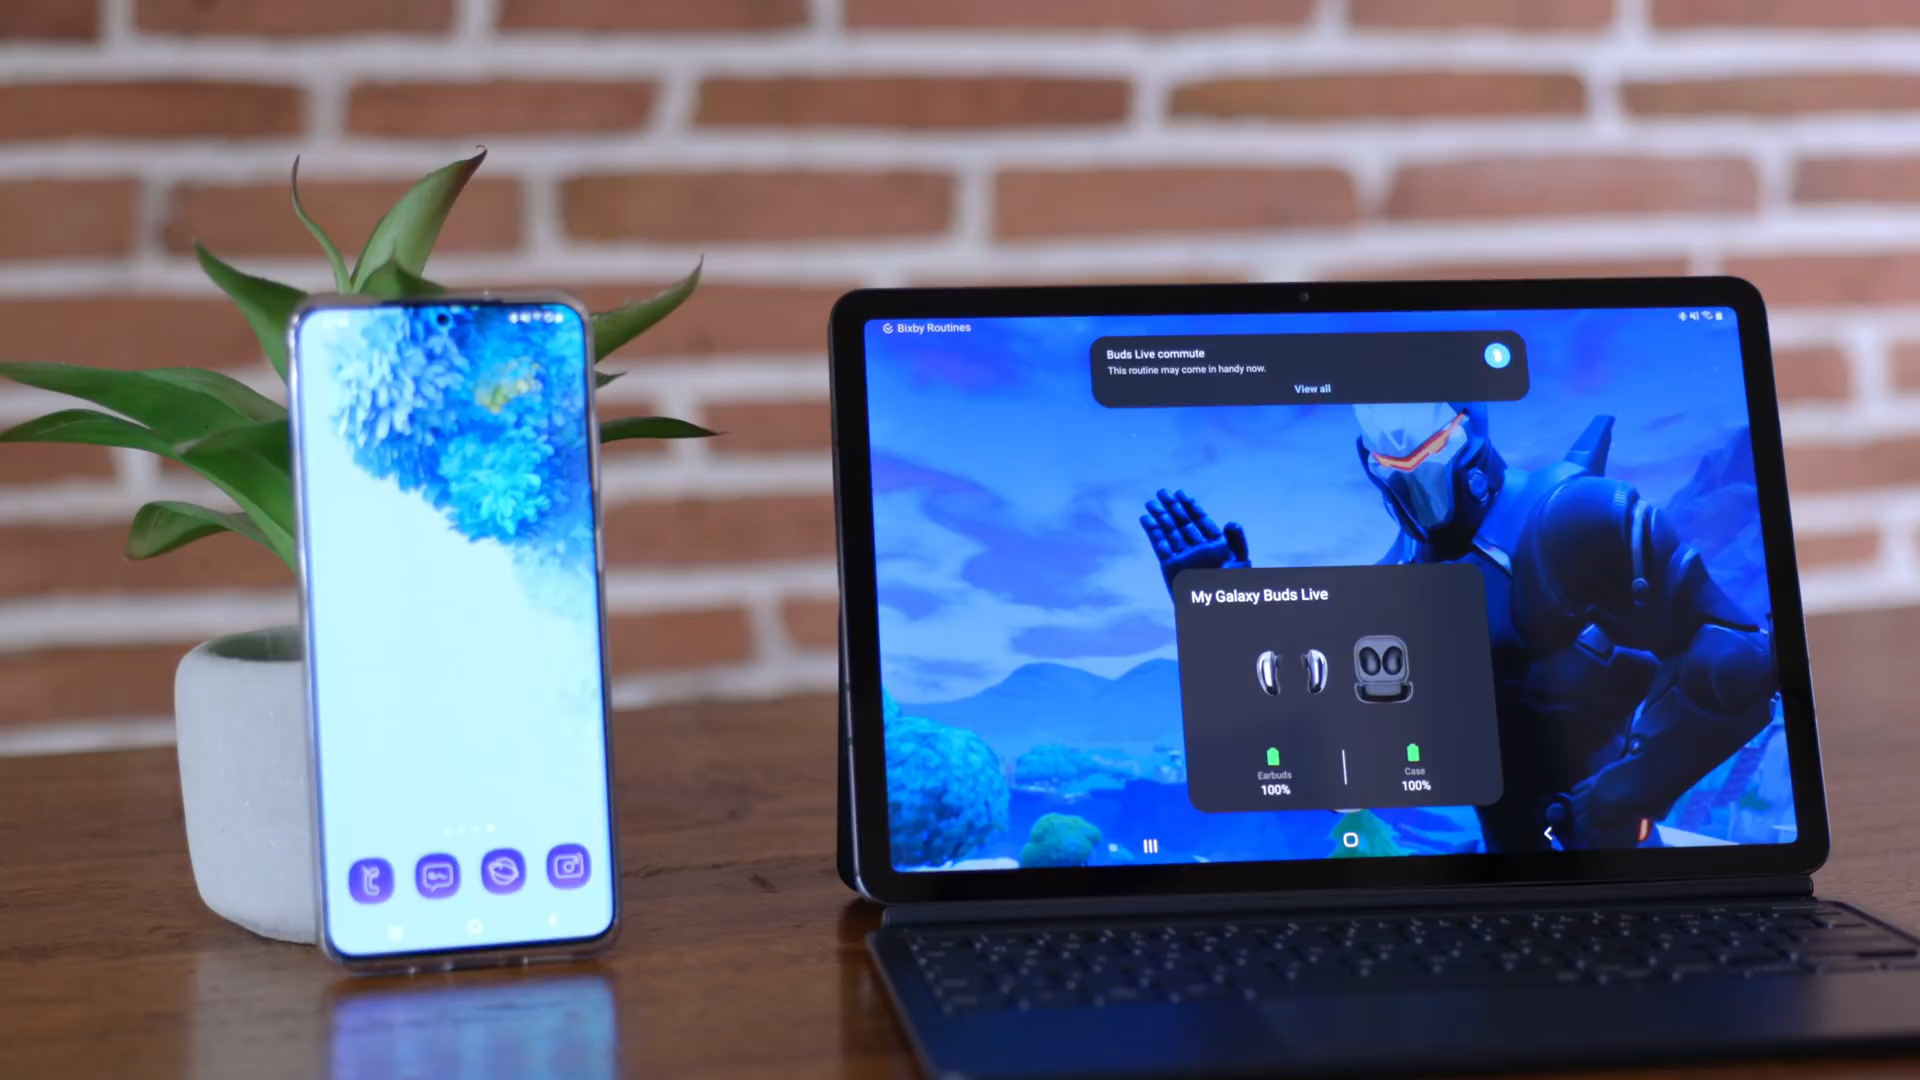 Bixby Routines
Buds Live commute
This routine may come in handy now.
View all
My Galaxy Buds Live
Earbuds
100%
Case
100%